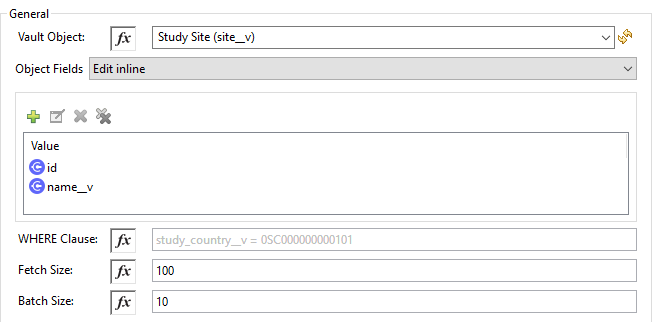 General
Vault Object: fx Study Site (site__v)
Object Fields Edit inline
Value
id
name__v
WHERE Clause: fx study_country__v = 0SC000000000101
Fetch Size: fx 100
Batch Size: fx 10